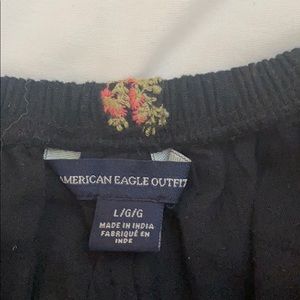 AMERICAN EAGLE OUTFIT
L/G/G
MADE IN INDIA
FABRIQUÉ EN
INDE